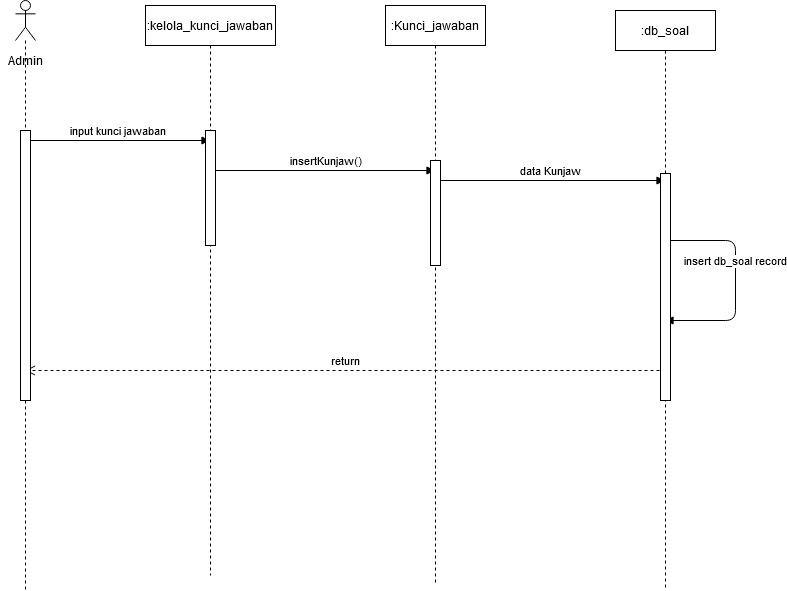 :kelola_kunci_jawaban
:Kunci_jawaban
:db_soal
Admin
input kunci jawaban
insertKunjaw()
data Kunjaw
insert db_soal record
return